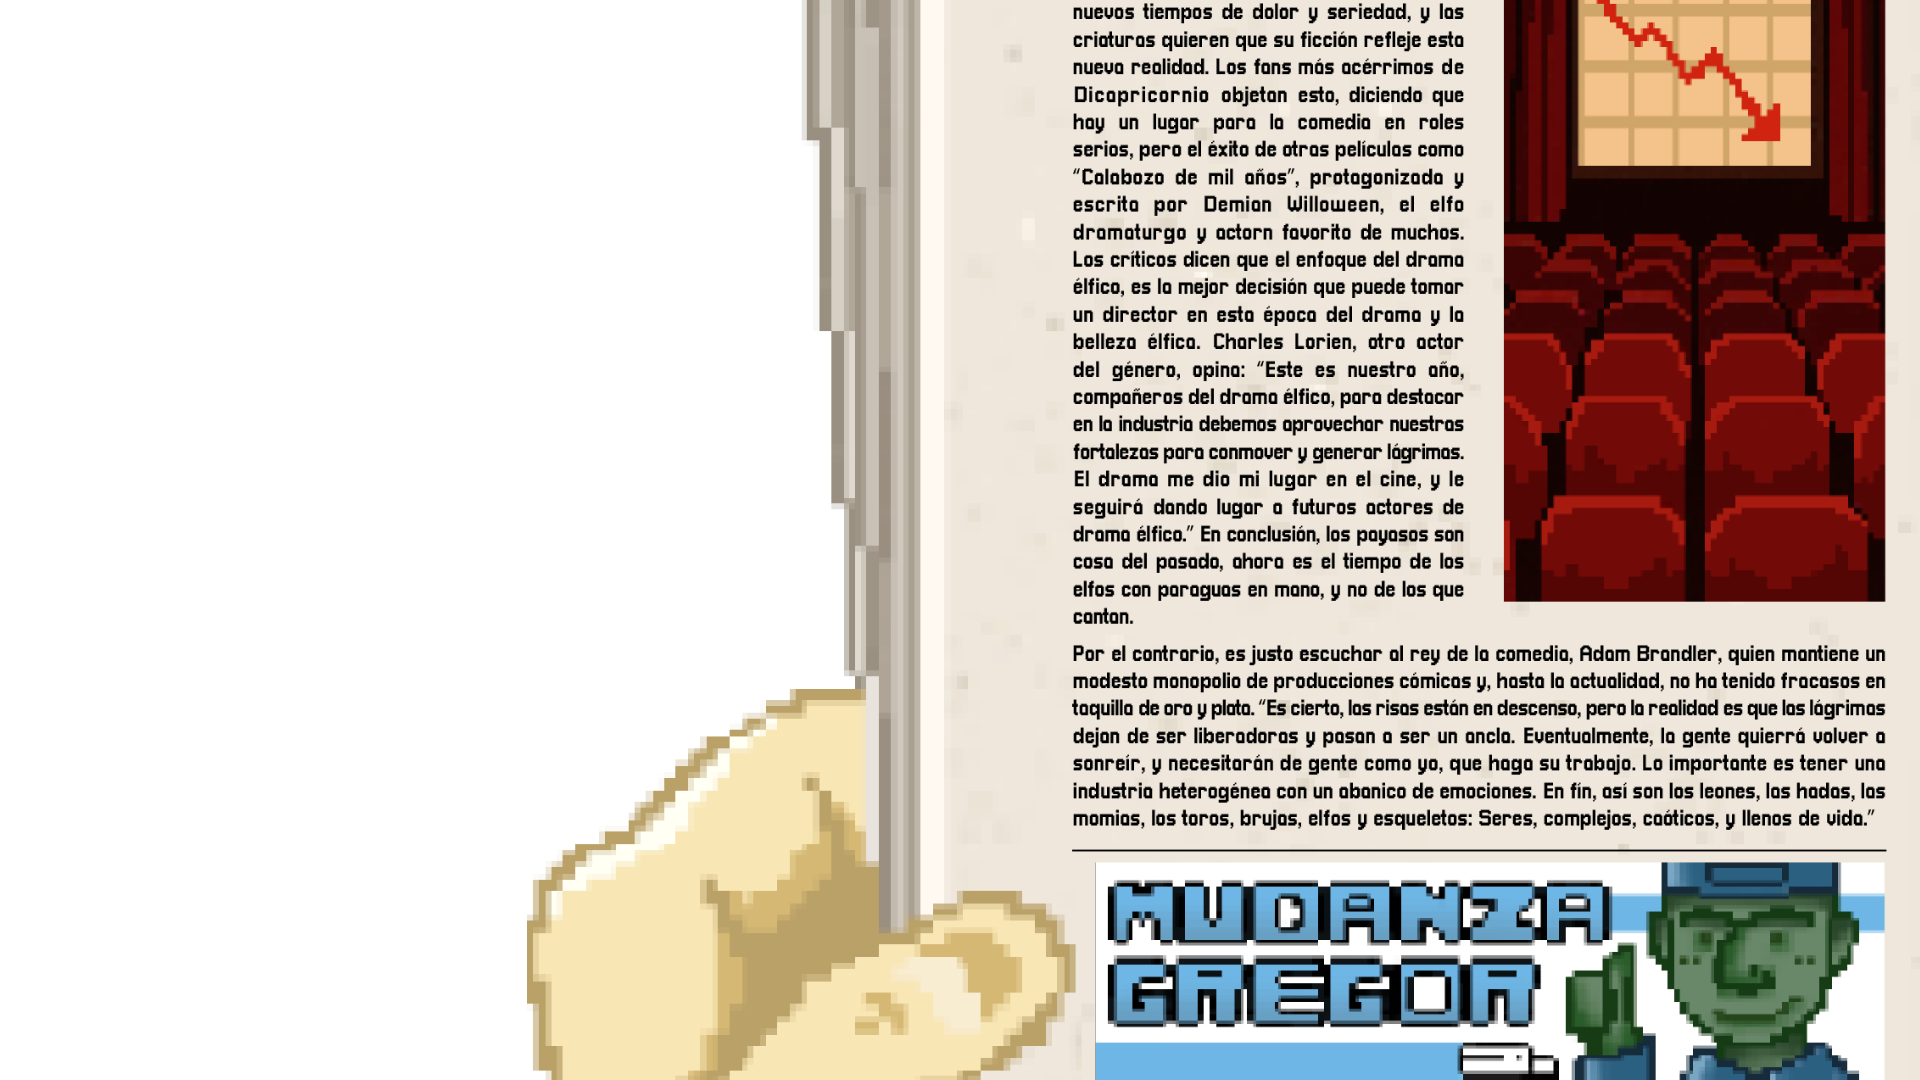 nuevos tiempos de dolor y seriedad, y las
criaturas quieren que su ficción refleje esta
nueva realidad. Los fans más acérrimos de
Dicapricornio objetan esto, diciendo que
hay un lugar para la comedia en roles
serios, pero el éxito de otras películas como
“Calabozo de mil años”, protagonizada y
escrita por Demian Willoween, el elfo
dramaturgo y actorn favorito de muchos.
Los críticos dicen que el enfoque del drama
élfico, es la mejor decisión que puede tomar
un director en esta época del drama y la
belleza élfica. Charles Lorien, otro actor
del género, opina: “Este es nuestro año,
compañeros del drama élfico, para destacar
en la industria debemos aprovechar nuestras
fortalezas para conmover y generar lágrimas.
El drama me dio mi lugar en el cine, y le
seguirá dando lugar a futuros actores de
drama élfico.” En conclusión, los payasos son
cosa del pasado, ahora es el tiempo de los
elfos con paraguas en mano, y no de los que
cantan.
Por el contrario, es justo escuchar al rey de la comedia, Adam Brandler, quien mantiene un
modesto monopolio de producciones cómicas y, hasta la actualidad, no ha tenido fracasos en
taquilla de oro y plata. “Es cierto, las risas están en descenso, pero la realidad es que las lágrimas
dejan de ser liberadoras y pasan a ser un ancla. Eventualmente, la gente quierrá volver a
sonreír, y necesitarán de gente como yo, que haga su trabajo. Lo importante es tener una
industria heterogénea con un abanico de emociones. En fín, así son los leones, las hadas, las
momias, los toros, brujas, elfos y esqueletos: Seres, complejos, caóticos, y llenos de vida.”
MUDANZA
GREGOR